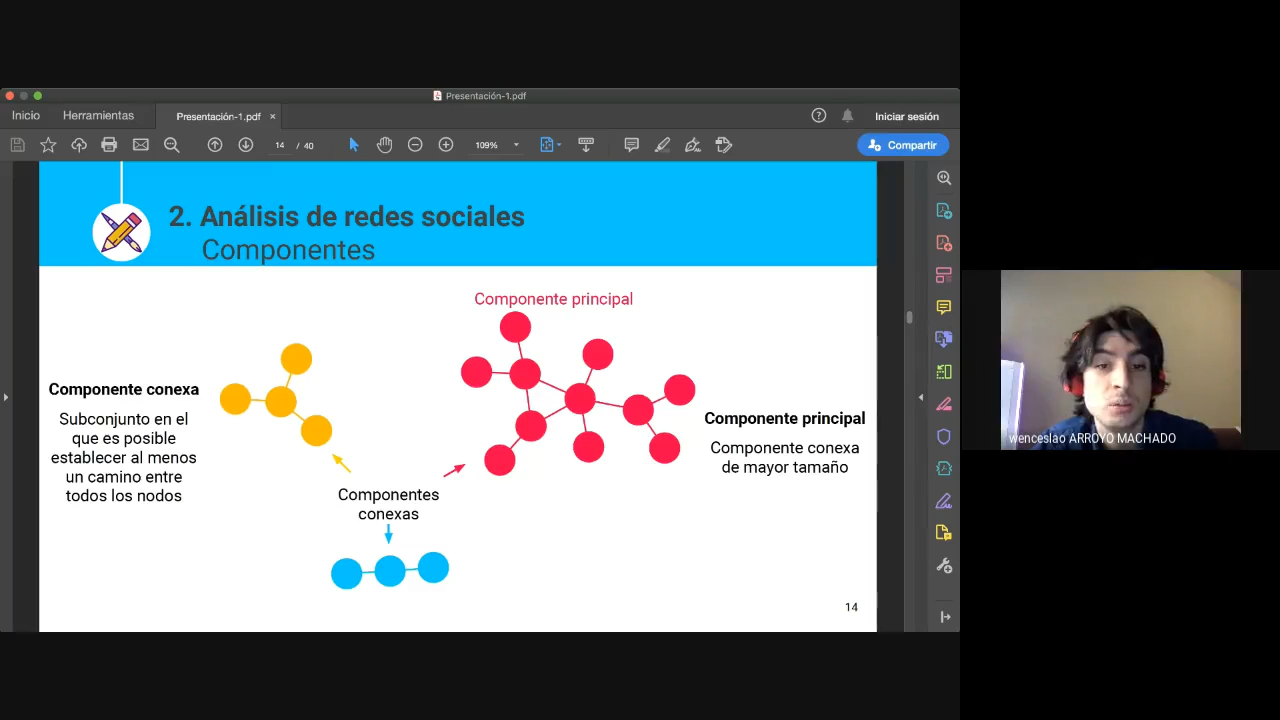 Presentación-1.pdf
Inicio
Herramientas
Presentación-1.pdf ×
Iniciar sesión
14 / 40
109%
Compartir
2. Análisis de redes sociales
Componentes
Componente principal
Componente conexa
Subconjunto en el
que es posible
establecer al menos
un camino entre
todos los nodos
Componente principal
Componente conexa
de mayor tamaño
Componentes
conexas
14
wenceslao ARROYO MACHADO